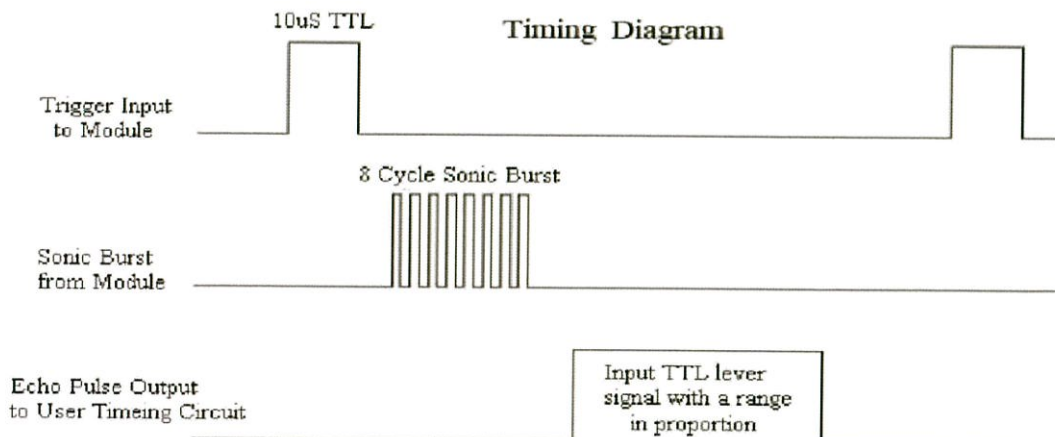 10uS TTL
Timing Diagram
Trigger Input
to Module
8 Cycle Sonic Burst
Sonic Burst
from Module
Echo Pulse Output
to User Timeing Circuit
Input TTL lever
signal with a range
in proportion